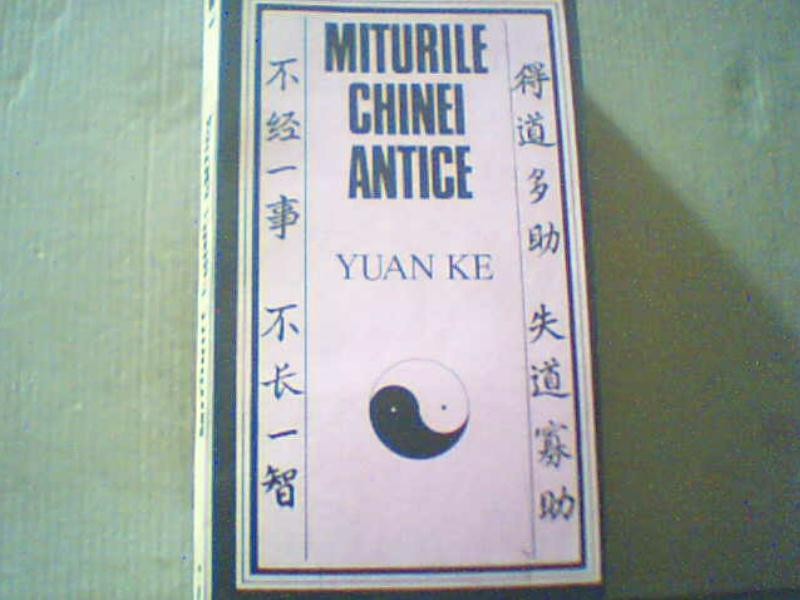 MITURILE
CHINEI
ANTICE
YUAN KE
得道多助 失道寡助
不经一事 不长一智